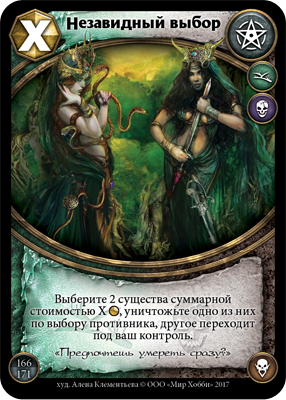 Незавидный выбор
X
Выберите 2 существа суммарной
стоимостью X , уничтожьте одно из них
по выбору противника, другое переходит
под ваш контроль.
«Предпочтешь умереть сразу?»
166
171
худ. Алена Клементьева © ООО «Мир Хобби» 2017